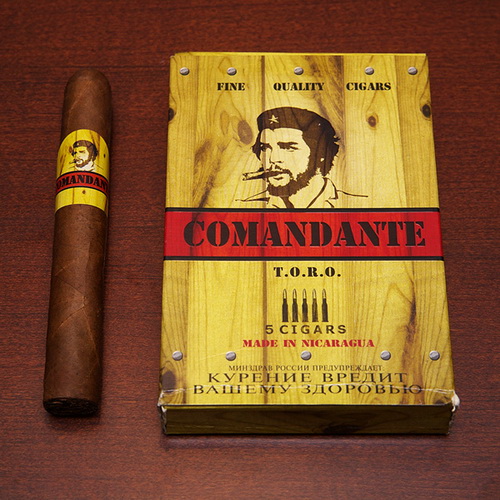 FINE QUALITY CIGARS
COMANDANTE
T.O.R.O.
5 CIGARS
MADE IN NICARAGUA
МИНЗДРАВ РОССИИ ПРЕДУПРЕЖДАЕТ
КУРЕНИЕ ВРЕДИТ
ВАШЕМУ ЗДОРОВЬЮ
COMANDANTE